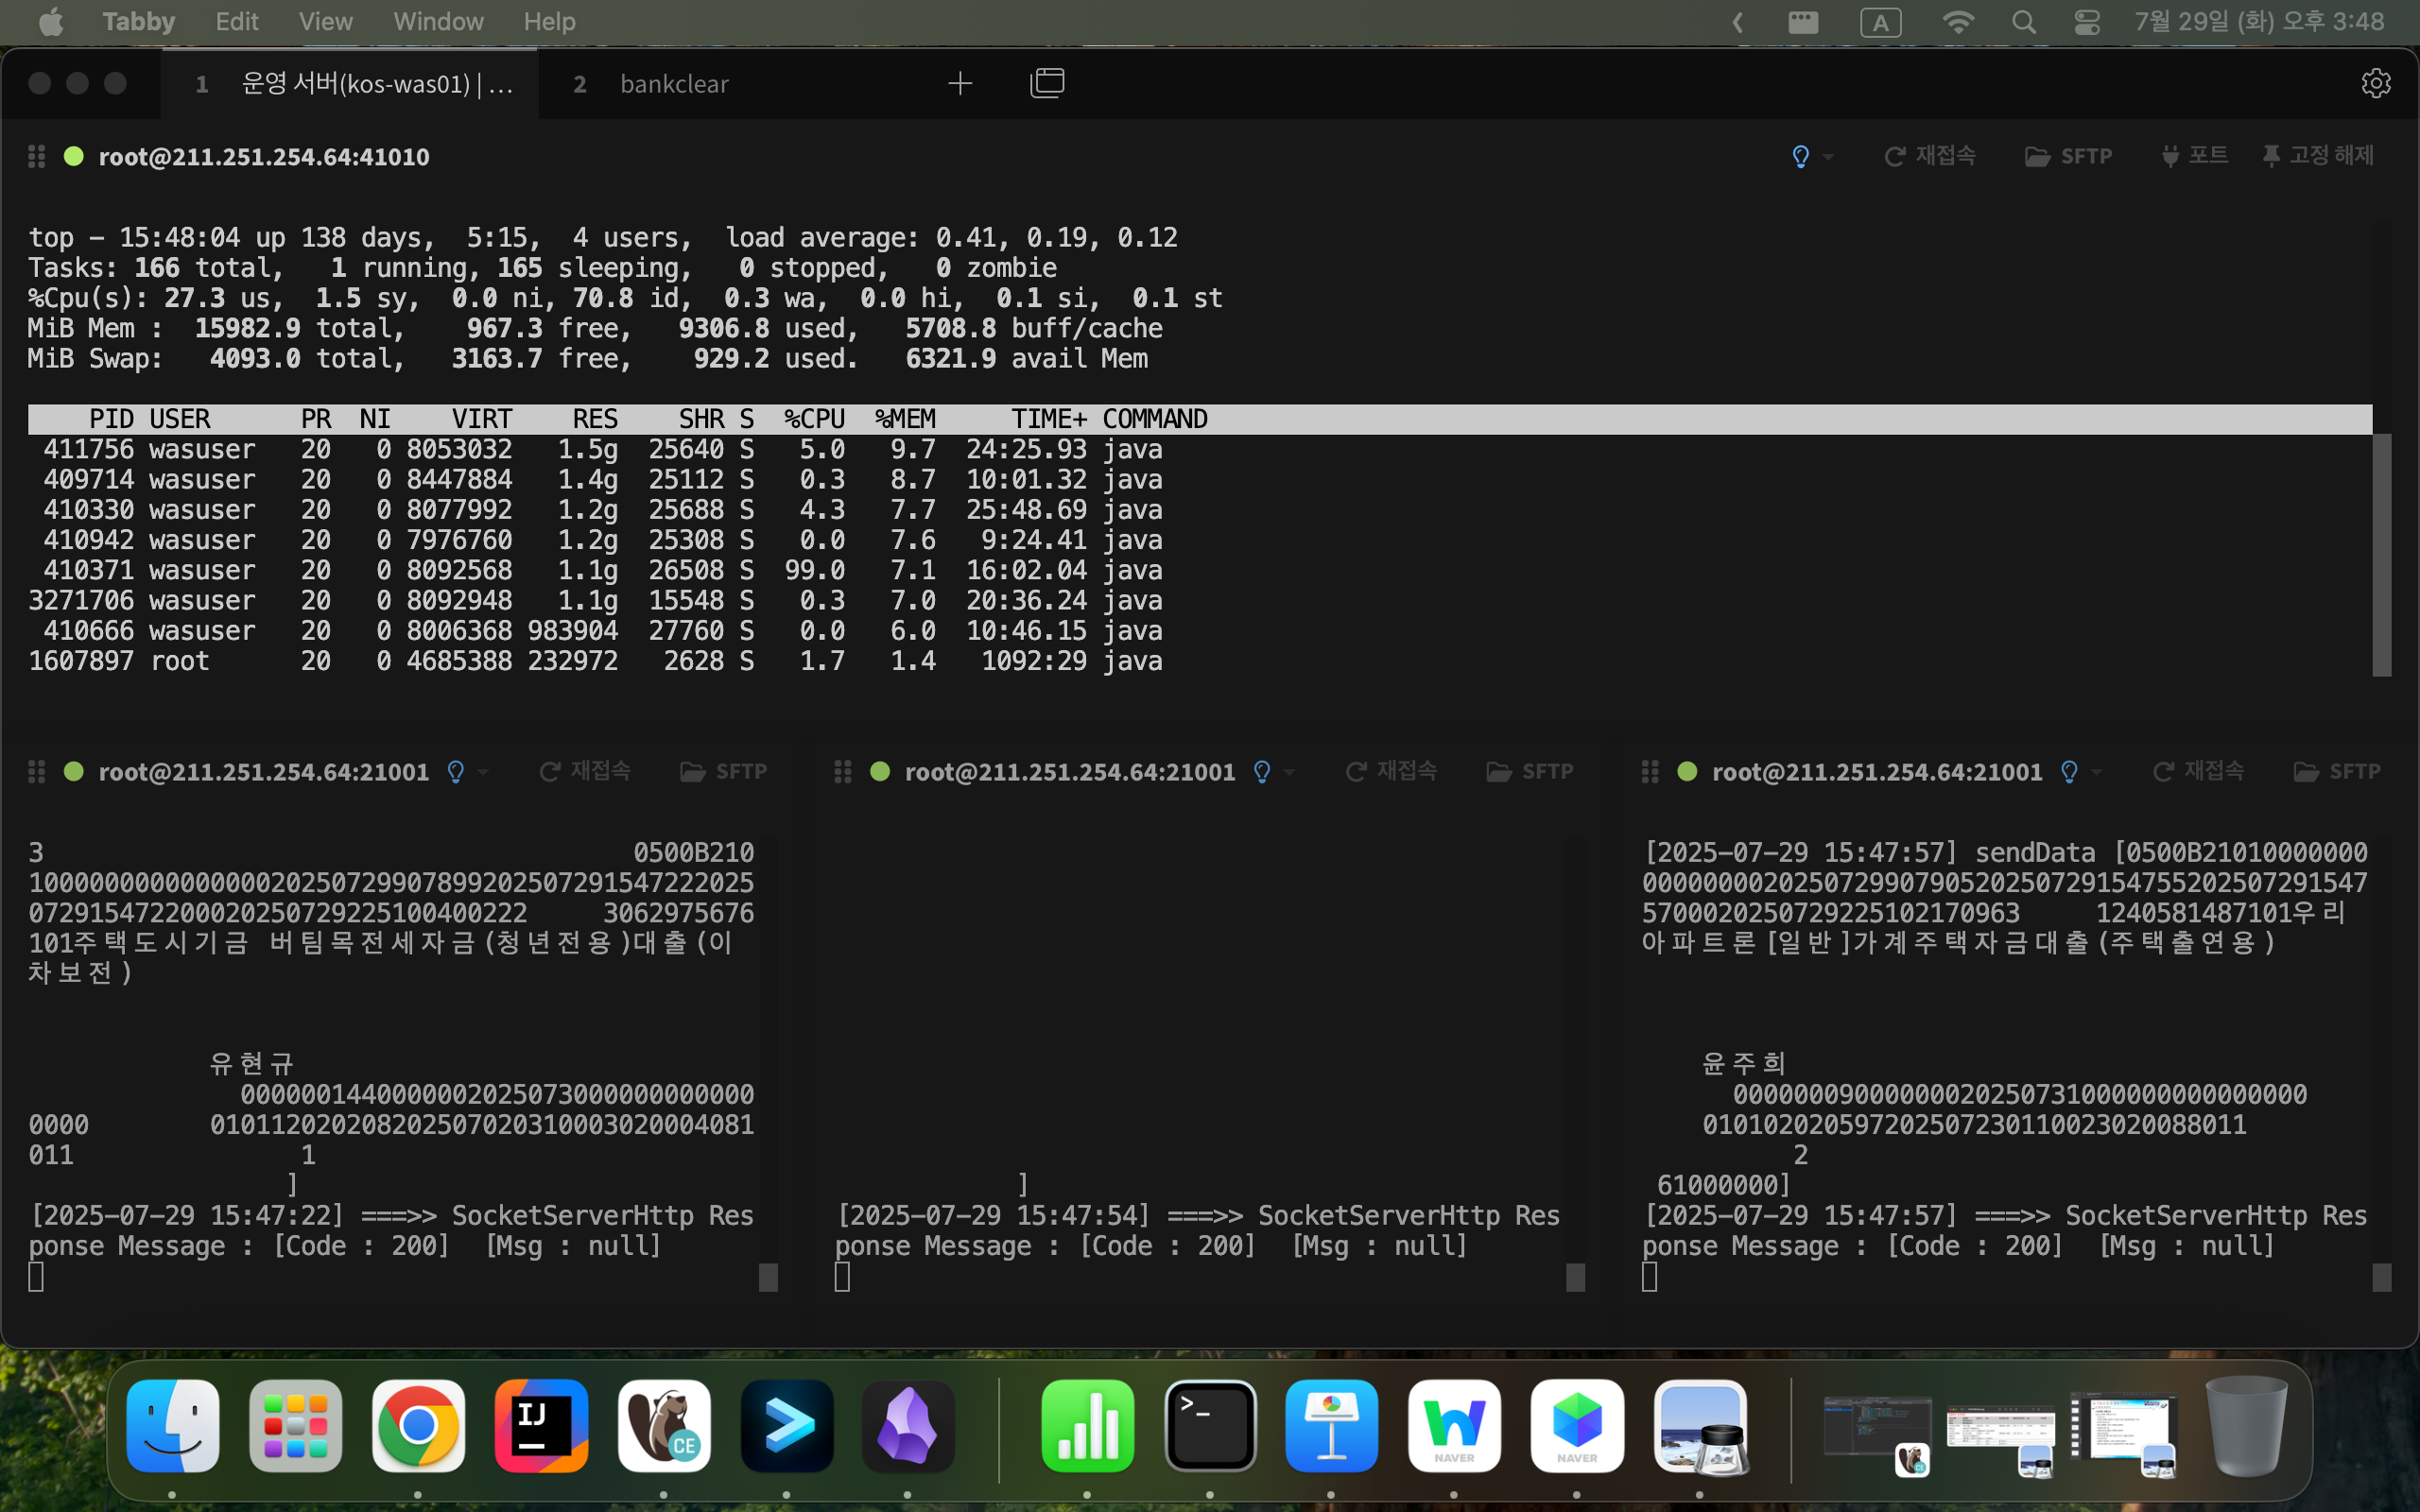 Tabby Edit View Window Help A 7월 29일 (화) 오후 3:48
1 운영 서버(kos-was01) | ... 2 bankclear
root@211.251.254.64:41010 재접속 SFTP 포트 고정 해제
top - 15:48:04 up 138 days, 5:15, 4 users, load average: 0.41, 0.19, 0.12
Tasks: 166 total, 1 running, 165 sleeping, 0 stopped, 0 zombie
%Cpu(s): 27.3 us, 1.5 sy, 0.0 ni, 70.8 id, 0.3 wa, 0.0 hi, 0.1 si, 0.1 st
MiB Mem : 15982.9 total, 967.3 free, 9306.8 used, 5708.8 buff/cache
MiB Swap: 4093.0 total, 3163.7 free, 929.2 used. 6321.9 avail Mem
PID USER PR NI VIRT RES SHR S %CPU %MEM TIME+ COMMAND
411756 wasuser 20 0 8053032 1.5g 25640 S 5.0 9.7 24:25.93 java
409714 wasuser 20 0 8447884 1.4g 25112 S 0.3 8.7 10:01.32 java
410330 wasuser 20 0 8077992 1.2g 25688 S 4.3 7.7 25:48.69 java
410942 wasuser 20 0 7976760 1.2g 25308 S 0.0 7.6 9:24.41 java
410371 wasuser 20 0 8092568 1.1g 26508 S 99.0 7.1 16:02.04 java
3271706 wasuser 20 0 8092948 1.1g 15548 S 0.3 7.0 20:36.24 java
410666 wasuser 20 0 8006368 983904 27760 S 0.0 6.0 10:46.15 java
1607897 root 20 0 4685388 232972 2628 S 1.7 1.4 1092:29 java
root@211.251.254.64:21001 재접속 SFTP
3 0500B210
100000000000000020250729907899202507291547222025
072915472200020250729225100400222 3062975676
101주택도시기금 버팀목전세자금(청년전용)대출(이
차보전)
유현규
0000001440000002025073000000000000
0000 010112020208202507020310003020004081
011 1
]
[2025-07-29 15:47:22] ===>> SocketServerHttp Res
ponse Message : [Code : 200] [Msg : null]
root@211.251.254.64:21001 재접속 SFTP
]
[2025-07-29 15:47:54] ===>> SocketServerHttp Res
ponse Message : [Code : 200] [Msg : null]
root@211.251.254.64:21001 재접속 SFTP
[2025-07-29 15:47:57] sendData [0500B21010000000
000000002025072990790520250729154755202507291547
5700020250729225102170963 1240581487101우리
아파트론[일반]가계주택자금대출(주택출연용)
윤주희
00000009000000020250731000000000000000
010102020597202507230110023020088011
2
61000000]
[2025-07-29 15:47:57] ===>> SocketServerHttp Res
ponse Message : [Code : 200] [Msg : null]
IJ
CE
>_
NAVER
NAVER